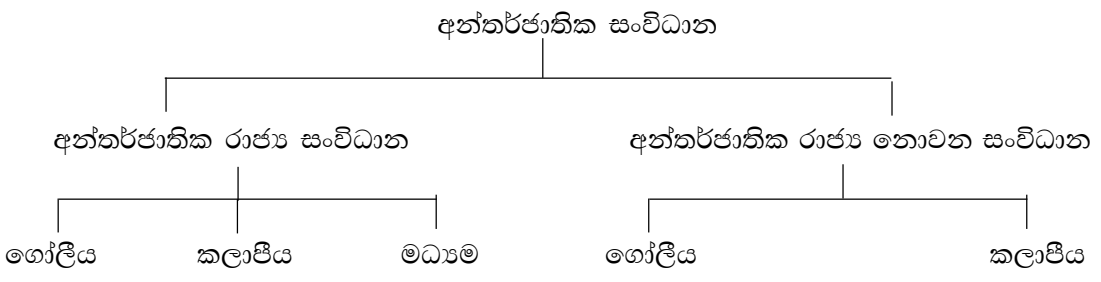 අන්තර්ජාතික සංවිධාන
අන්තර්ජාතික රාජ්‍ය සංවිධාන අන්තර්ජාතික රාජ්‍ය නොවන සංවිධාන
ගෝලීය කලාපීය මධ්‍යම ගෝලීය කලාපීය